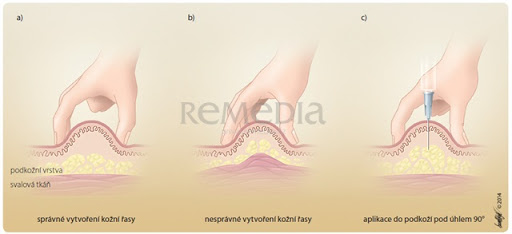 a)
b)
c)
ReMedia
podkožní vrstva
svalová tkáň
správné vytvoření kožní řasy
nesprávné vytvoření kožní řasy
aplikace do podkoží pod úhlem 90°
©2014